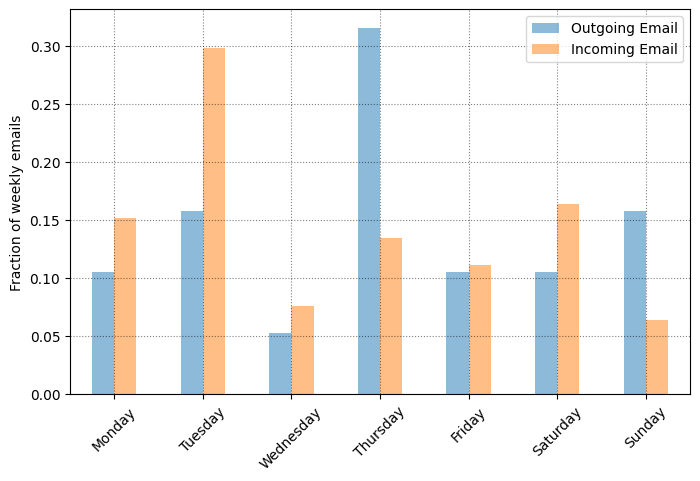 Outgoing Email
Incoming Email
Fraction of weekly emails
0.30
0.25
0.20
0.15
0.10
0.05
0.00
Monday
Tuesday
Wednesday
Thursday
Friday
Saturday
Sunday